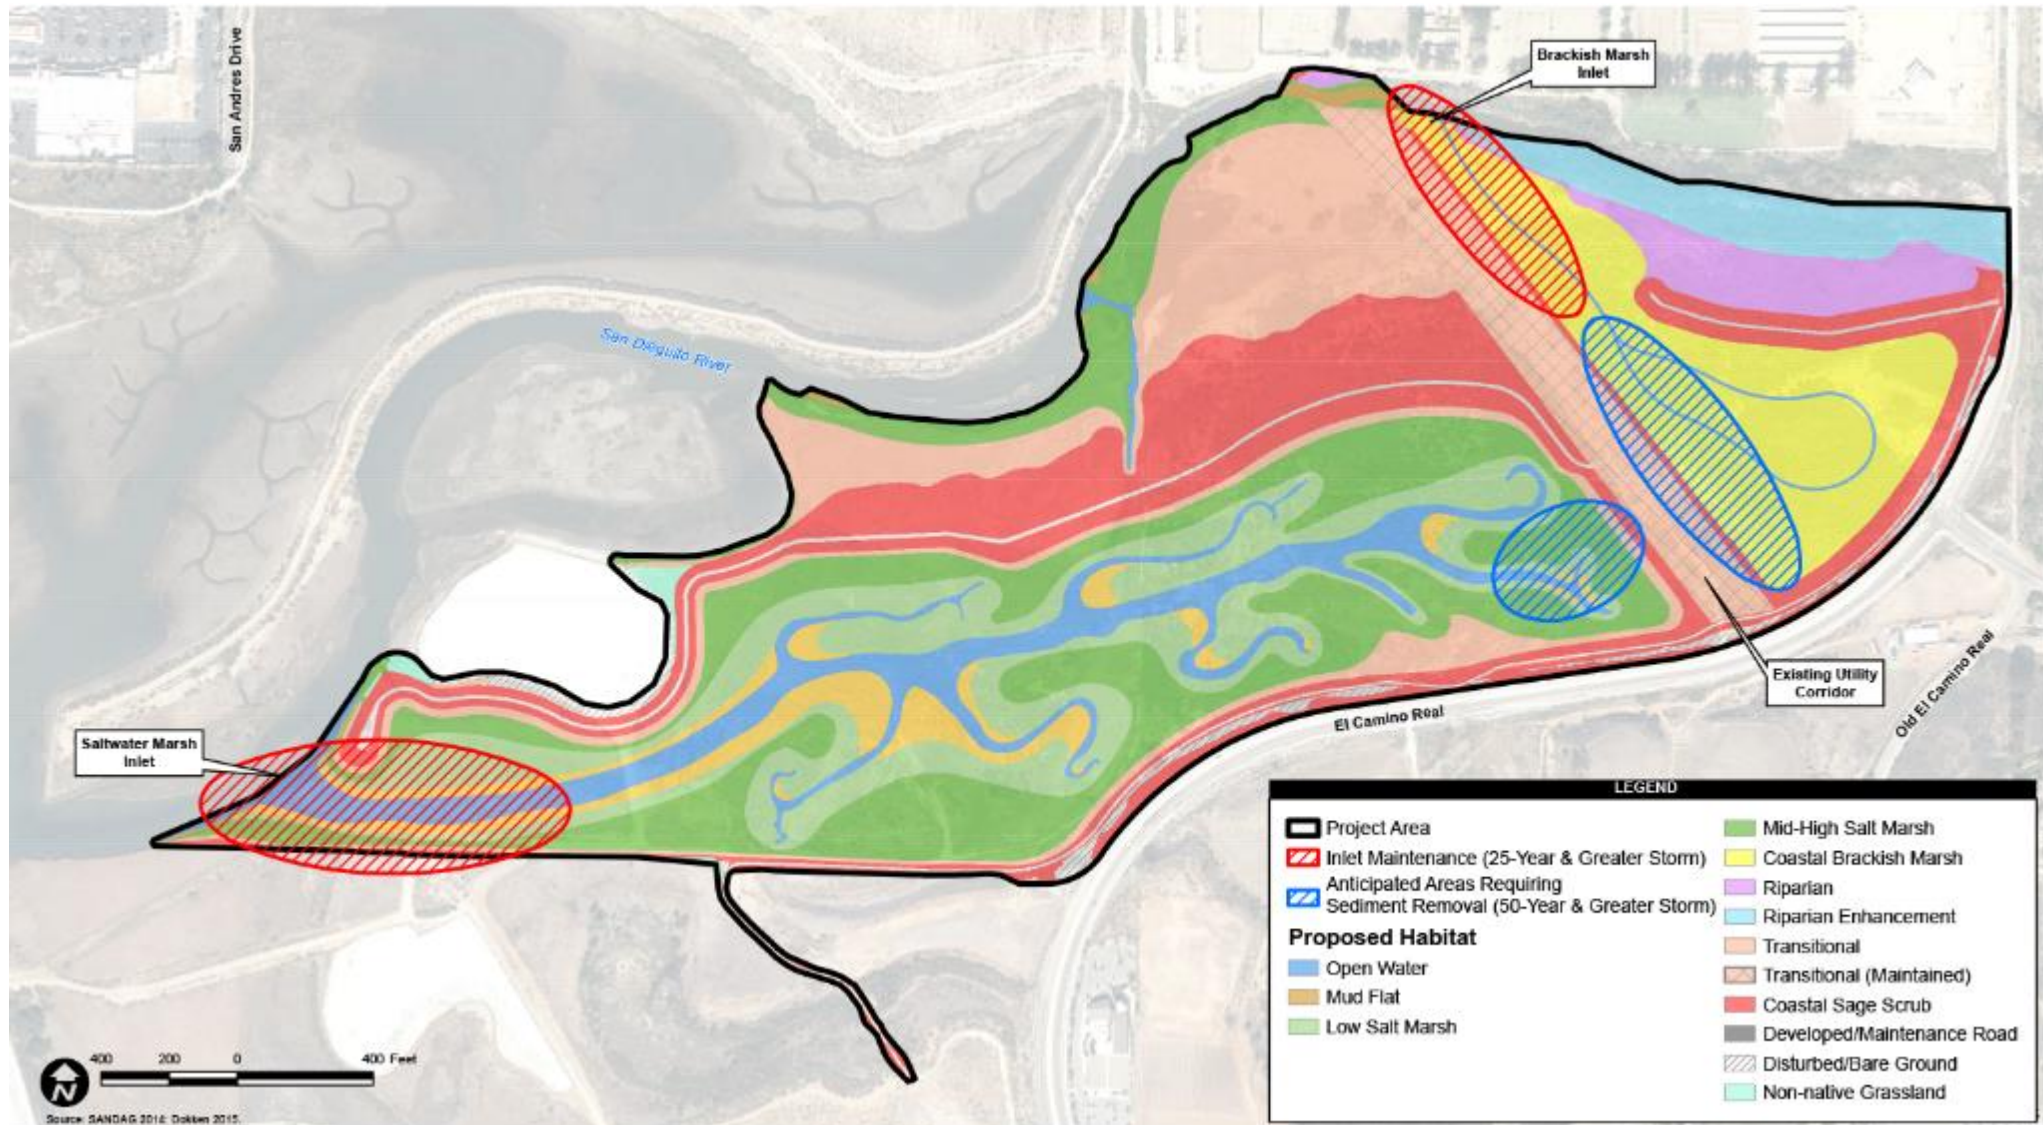 San Andres Drive
Brackish Marsh
Inlet
San Dieguito River
Saltwater Marsh
Inlet
Existing Utility
Corridor
El Camino Real
Old El Camino Real
LEGEND
Project Area
Inlet Maintenance (25-Year & Greater Storm)
Anticipated Areas Requiring
Sediment Removal (50-Year & Greater Storm)
Proposed Habitat
Open Water
Mud Flat
Low Salt Marsh
Mid-High Salt Marsh
Coastal Brackish Marsh
Riparian
Riparian Enhancement
Transitional
Transitional (Maintained)
Coastal Sage Scrub
Developed/Maintenance Road
Disturbed/Bare Ground
Non-native Grassland
400 200 0 400 Feet
N
Source: SANDAG 2014; Dokken 2015.